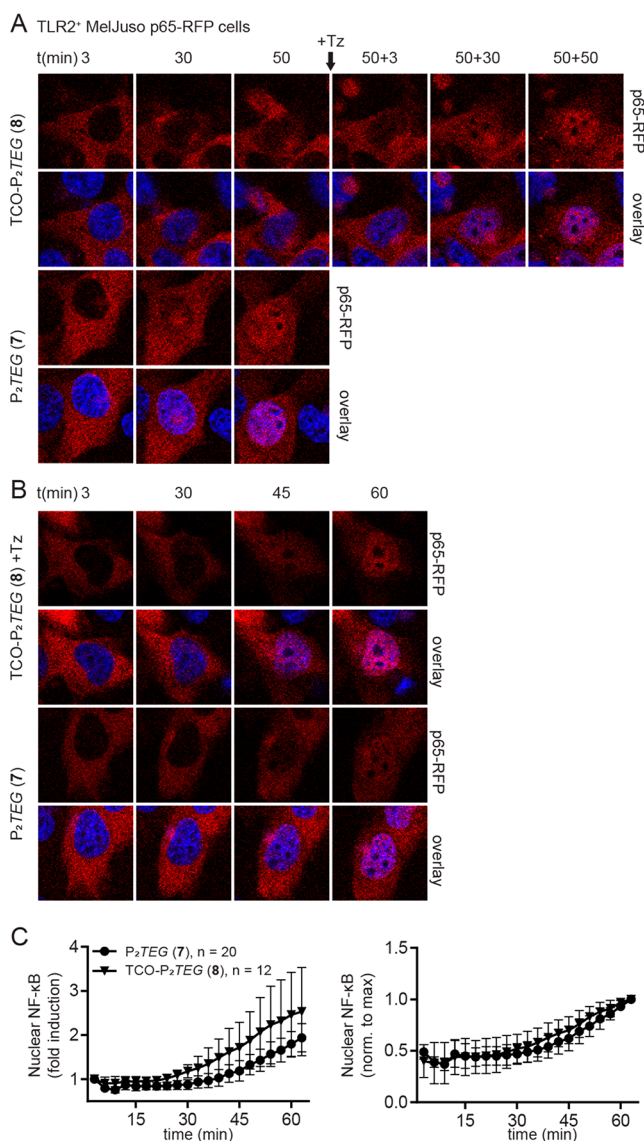 A TLR2⁺ MelJuso p65-RFP cells
+Tz
t(min) 3 30 50 50+3 50+30 50+50
TCO-P₂TEG (8)
p65-RFP
overlay
P₂TEG (7)
p65-RFP
overlay
B
t(min) 3 30 45 60
TCO-P₂TEG (8) +Tz
p65-RFP
overlay
P₂TEG (7)
p65-RFP
overlay
C
P₂TEG (7), n = 20
TCO-P₂TEG (8), n = 12
Nuclear NF-κB
(fold induction)
4
3
2
1
15 30 45 60
time (min)
Nuclear NF-κB
(norm. to max)
1.5
1.0
0.5
0.0
15 30 45 60
time (min)